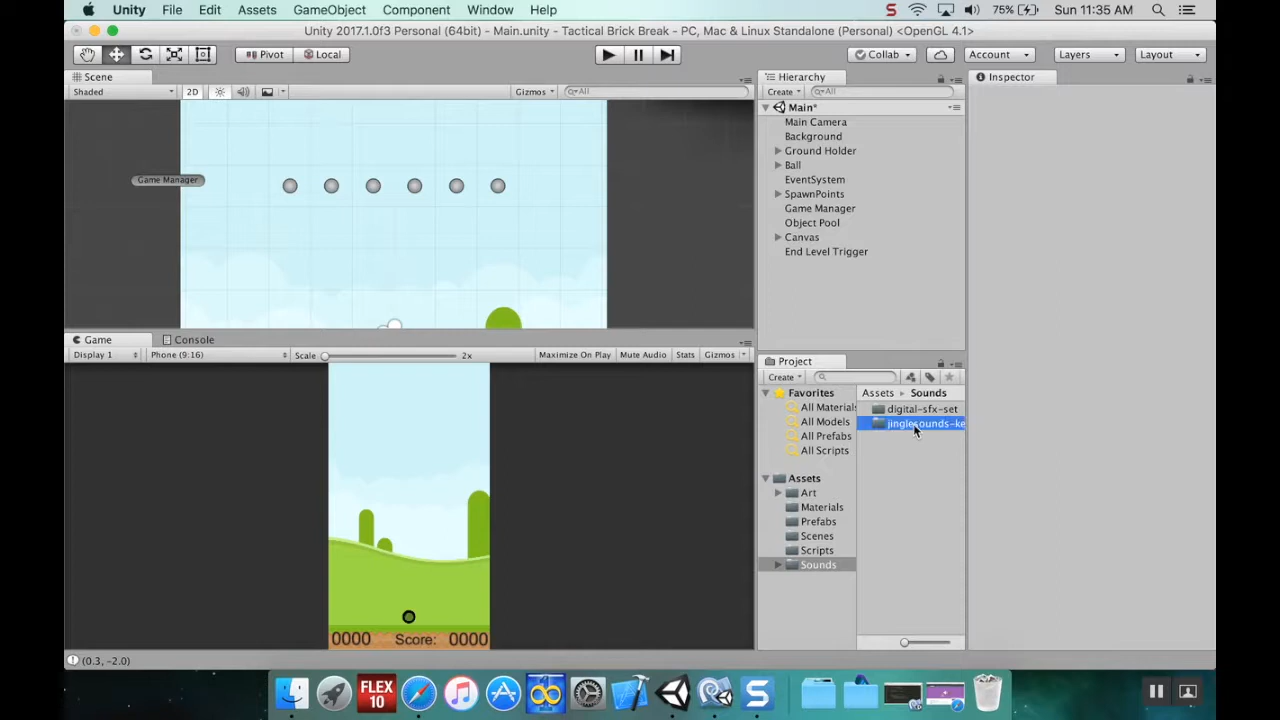 Unity File Edit Assets GameObject Component Window Help 75% Sun 11:35 AM
Unity 2017.1.0f3 Personal (64bit) - Main.unity - Tactical Brick Break - PC, Mac & Linux Standalone (Personal) <OpenGL 4.1>
Pivot Local Collab Account Layers Layout
Scene Hierarchy Inspector
Shaded 2D Gizmos All Create All
Main*
Main Camera
Background
Ground Holder
Ball
EventSystem
SpawnPoints
Game Manager
Object Pool
Canvas
End Level Trigger
Game Manager
Game Console
Display 1 Phone (9:16) Scale 2x Maximize On Play Mute Audio Stats Gizmos
0000 Score: 0000
Project
Create
Favorites
All Materials
All Models
All Prefabs
All Scripts
Assets
Art
Materials
Prefabs
Scenes
Scripts
Sounds
Assets Sounds
digital-sfx-set
jinglesounds-ke
(0.3, -2.0)
FLEX
10